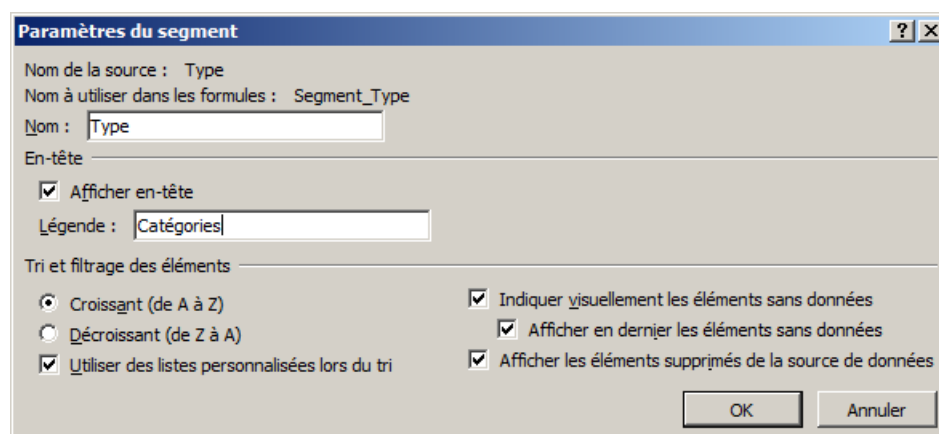 Paramètres du segment
Nom de la source : Type
Nom à utiliser dans les formules : Segment_Type
Nom : Type
En-tête
Afficher en-tête
Légende : Catégories
Tri et filtrage des éléments
Croissant (de A à Z)
Décroissant (de Z à A)
Utiliser des listes personnalisées lors du tri
Indiquer visuellement les éléments sans données
Afficher en dernier les éléments sans données
Afficher les éléments supprimés de la source de données
OK Annuler